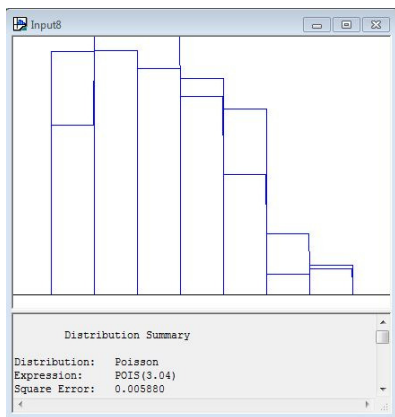 Input8
Distribution Summary
Distribution: Poisson
Expression: POIS(3.04)
Square Error: 0.005880